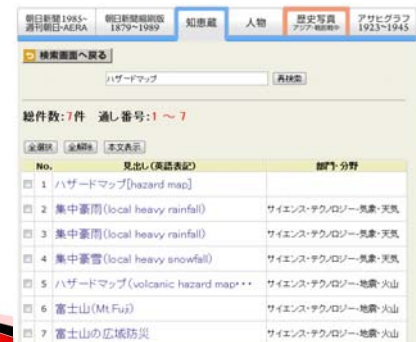 朝日新聞1985~ 朝日新聞縮刷版 知恵蔵 人物 歴史写真 アサヒグラフ
週刊朝日・AERA 1879~1989 アジア・戦前戦中 1923~1945
検索画面へ戻る
ハザードマップ 再検索
総件数:7件 通し番号:1 ~ 7
全選択 全解除 本文表示
No. 見出し(英語表記) 部門・分野
1 ハザードマップ[hazard map]
2 集中豪雨(local heavy rainfall) サイエンス・テクノロジー-気象・天気
3 集中豪雨(local heavy rainfall) サイエンス・テクノロジー-気象・天気
4 集中豪雪(local heavy snowfall) サイエンス・テクノロジー-気象・天気
5 ハザードマップ(volcanic hazard map・・・ サイエンス・テクノロジー-地震・火山
6 富士山(Mt.Fuji) サイエンス・テクノロジー-地震・火山
7 富士山の広域防災 サイエンス・テクノロジー-地震・火山